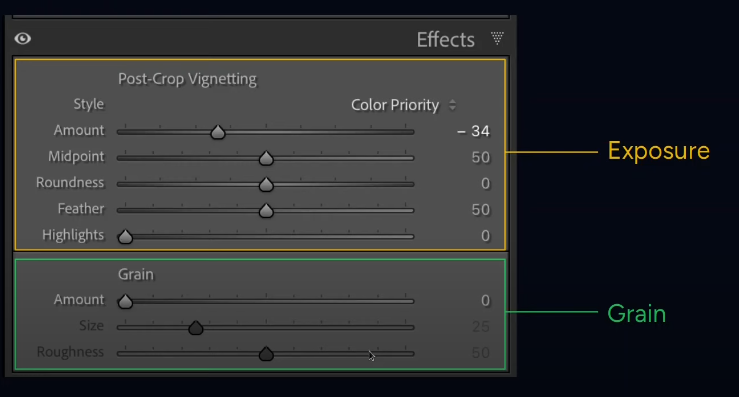 Effects
Post-Crop Vignetting
Style Color Priority
Amount – 34
Midpoint 50
Roundness 0
Feather 50
Highlights 0
Exposure
Grain
Amount 0
Size 25
Roughness 50
Grain